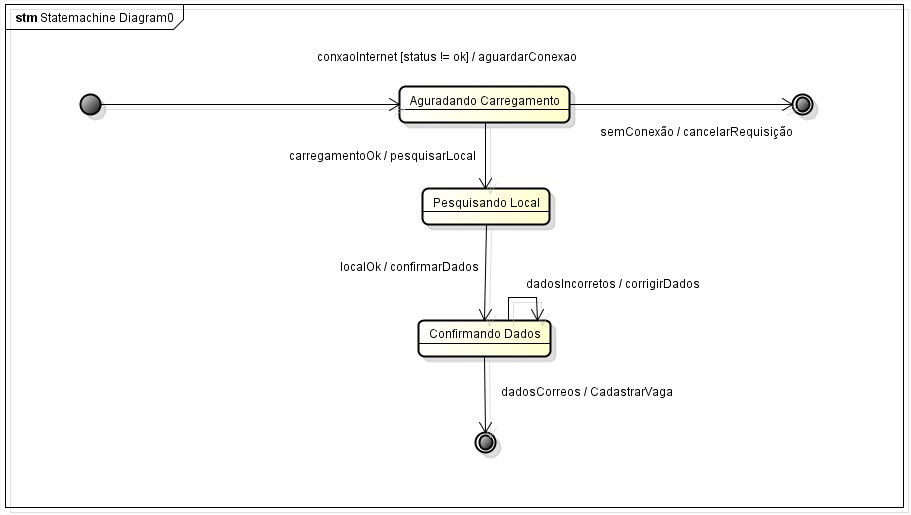 stm Statemachine Diagram0
conxaoInternet [status != ok] / aguardarConexao
Aguradando Carregamento
semConexão / cancelarRequisição
carregamentoOk / pesquisarLocal
Pesquisando Local
localOk / confirmarDados
dadosIncorretos / corrigirDados
Confirmando Dados
dadosCorreos / CadastrarVaga